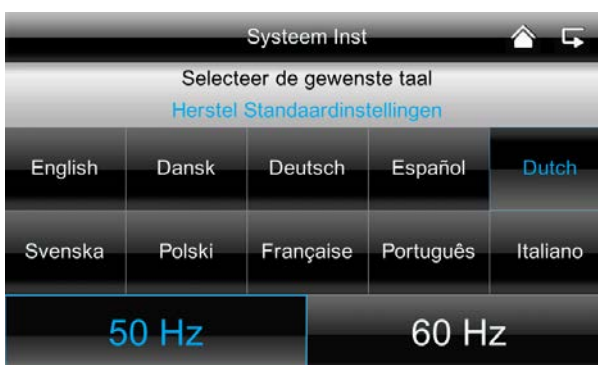 Systeem Inst
Selecteer de gewenste taal
Herstel Standaardinstellingen
English Dansk Deutsch Español Dutch
Svenska Polski Française Português Italiano
50 Hz 60 Hz